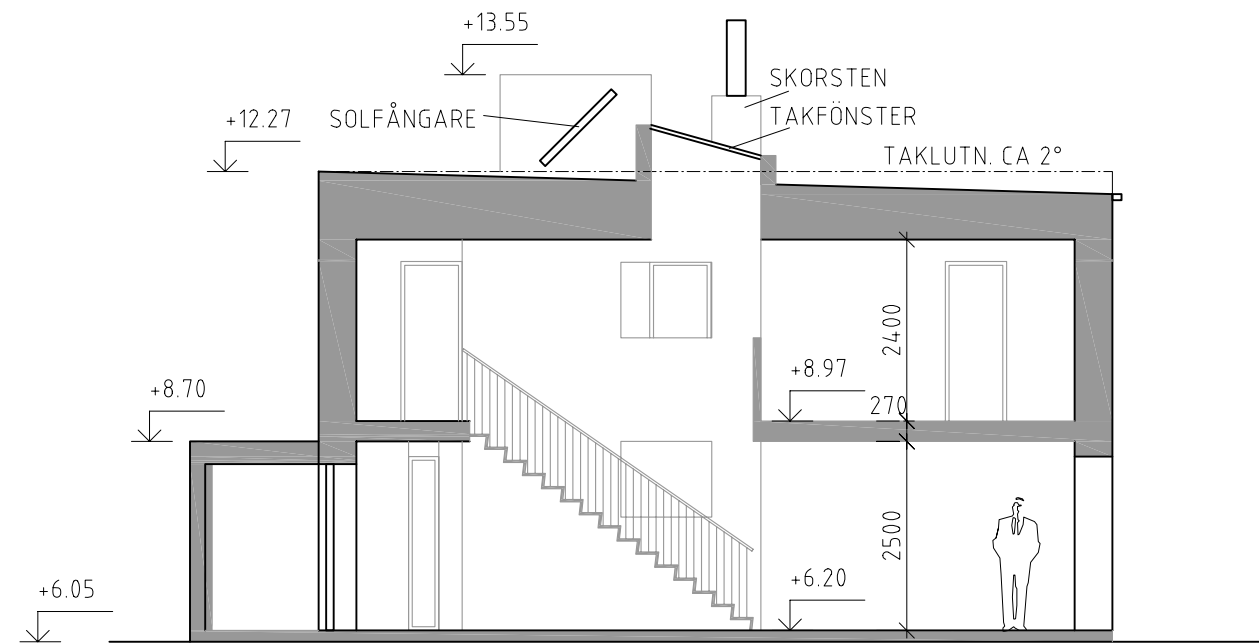 +13.55
SKORSTEN
+12.27
SOLFÅNGARE
TAKFÖNSTER
TAKLUTN. CA 2°
2400
+8.97
+8.70
270
2500
+6.20
+6.05